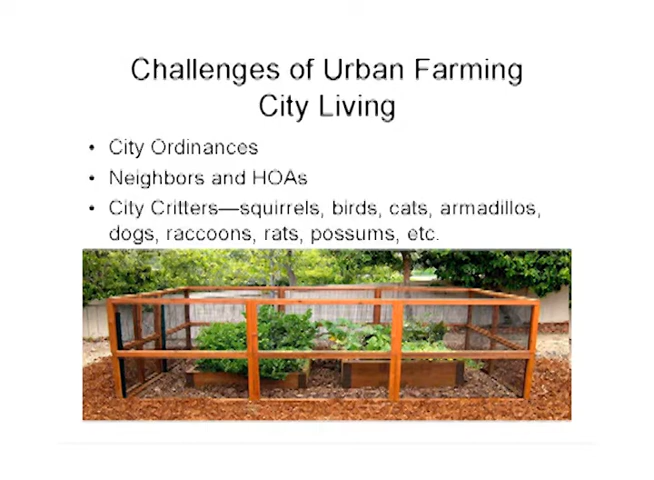 Challenges of Urban Farming
City Living
• City Ordinances
• Neighbors and HOAs
• City Critters—squirrels, birds, cats, armadillos,
dogs, raccoons, rats, possums, etc.